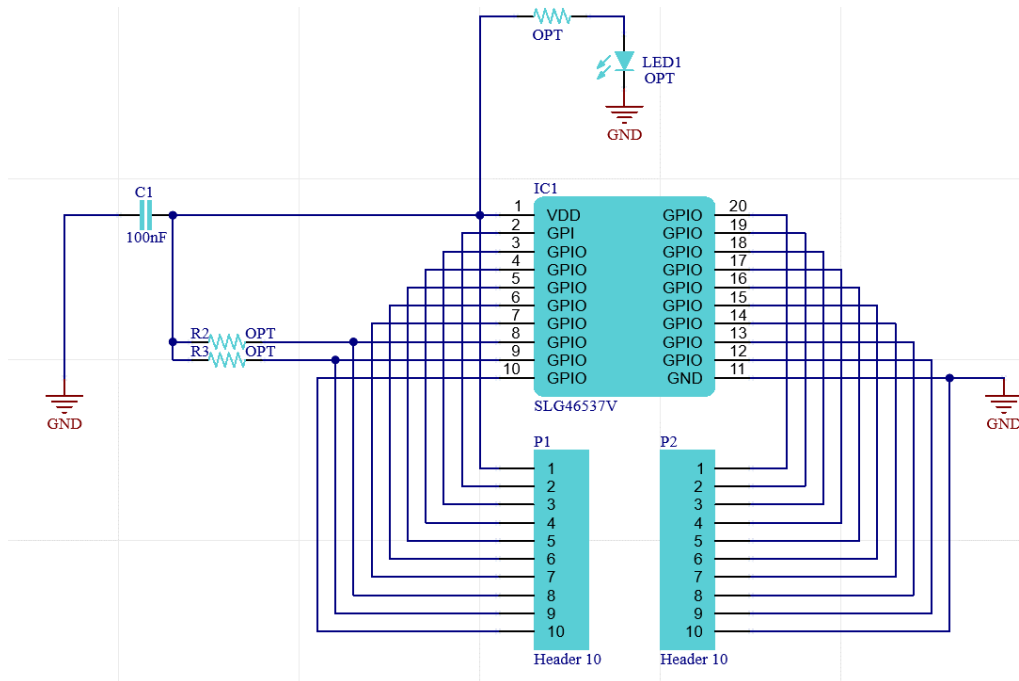 OPT
LED1
OPT
GND
C1
100nF
IC1
1 VDD GPIO 20
2 GPI GPIO 19
3 GPIO GPIO 18
4 GPIO GPIO 17
5 GPIO GPIO 16
6 GPIO GPIO 15
7 GPIO GPIO 14
8 GPIO GPIO 13
9 GPIO GPIO 12
10 GPIO GND 11
SLG46537V
R2 OPT
R3 OPT
GND
GND
P1
1
2
3
4
5
6
7
8
9
10
Header 10
P2
1
2
3
4
5
6
7
8
9
10
Header 10